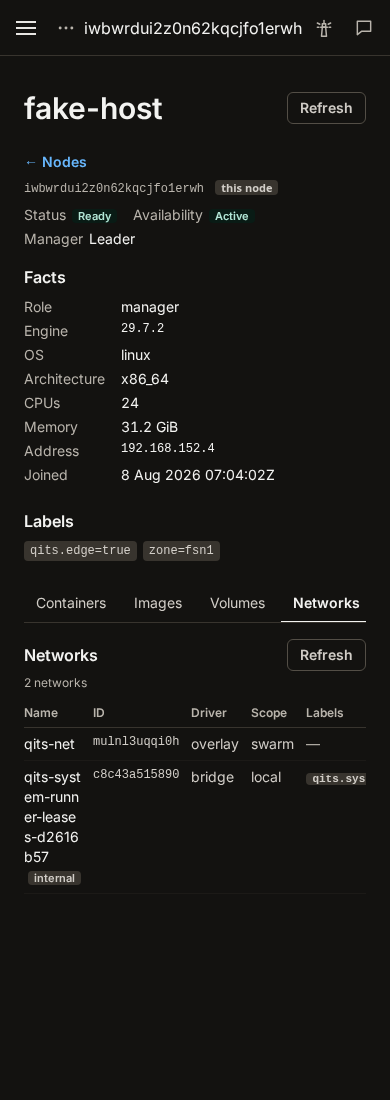 ... iwbwrdui2z0n62kqcjfo1erwh
fake-host
Refresh
← Nodes
iwbwrdui2z0n62kqcjfo1erwh this node
Status Ready Availability Active
Manager Leader
Facts
Role manager
Engine 29.7.2
OS linux
Architecture x86_64
CPUs 24
Memory 31.2 GiB
Address 192.168.152.4
Joined 8 Aug 2026 07:04:02Z
Labels
qits.edge=true zone=fsn1
Containers Images Volumes Networks
Networks
Refresh
2 networks
Name ID Driver Scope Labels
qits-net mulnl3uqqi0h overlay swarm —
qits-syst c8c43a515890 bridge local qits.sys
em-runn
er-lease
s-d2616
b57
internal